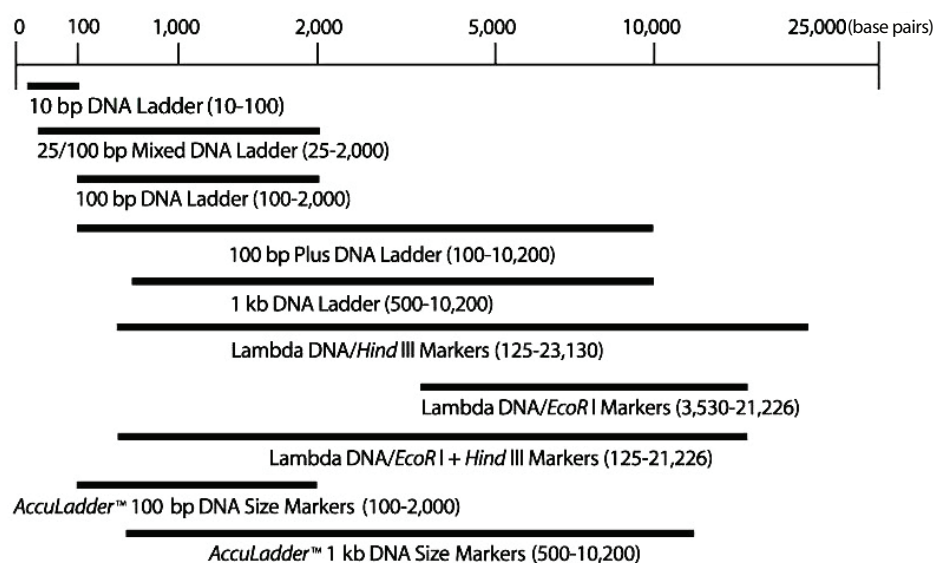 0 100 1,000 2,000 5,000 10,000 25,000 (base pairs)
10 bp DNA Ladder (10-100)
25/100 bp Mixed DNA Ladder (25-2,000)
100 bp DNA Ladder (100-2,000)
100 bp Plus DNA Ladder (100-10,200)
1 kb DNA Ladder (500-10,200)
Lambda DNA/Hind III Markers (125-23,130)
Lambda DNA/EcoR I Markers (3,530-21,226)
Lambda DNA/EcoR I + Hind III Markers (125-21,226)
AccuLadder™ 100 bp DNA Size Markers (100-2,000)
AccuLadder™ 1 kb DNA Size Markers (500-10,200)